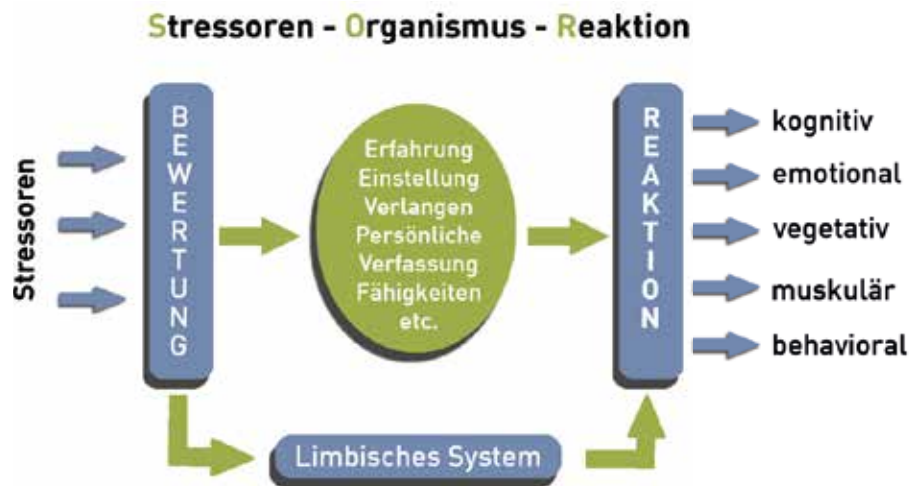 Stressoren - Organismus - Reaktion
Stressoren
BEWERTUNG
Erfahrung
Einstellung
Verlangen
Persönliche
Verfassung
Fähigkeiten
etc.
REAKTION
kognitiv
emotional
vegetativ
muskulär
behavioral
Limbisches System